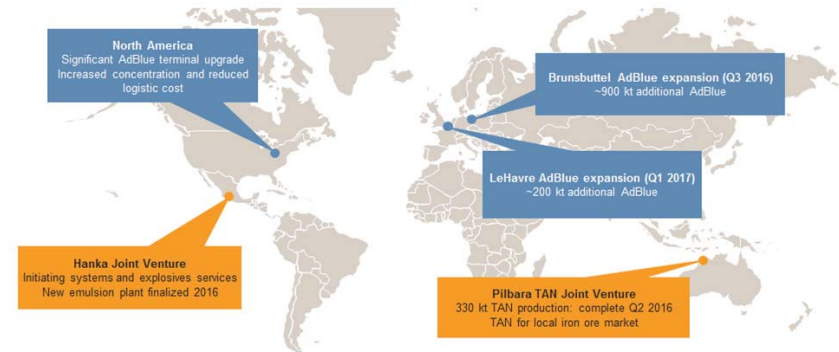 North America
Significant AdBlue terminal upgrade
Increased concentration and reduced
logistic cost
Brunsbuttel AdBlue expansion (Q3 2016)
~900 kt additional AdBlue
LeHavre AdBlue expansion (Q1 2017)
~200 kt additional AdBlue
Hanka Joint Venture
Initiating systems and explosives services
New emulsion plant finalized 2016
Pilbara TAN Joint Venture
330 kt TAN production: complete Q2 2016
TAN for local iron ore market